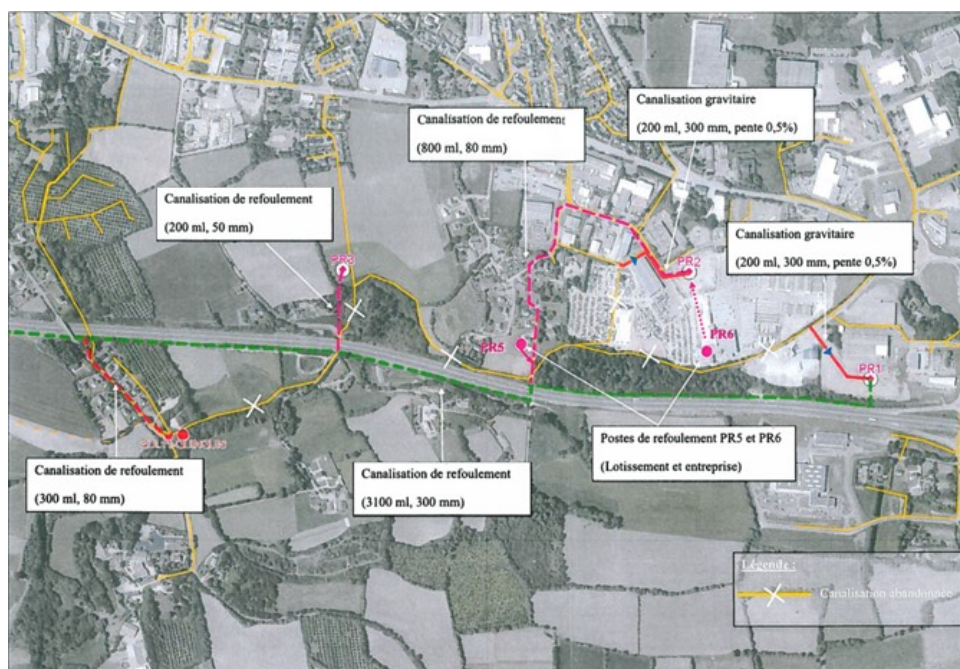 Canalisation gravitaire
(200 ml, 300 mm, pente 0,5%)
Canalisation de refoulement
(800 ml, 80 mm)
Canalisation de refoulement
(200 ml, 50 mm)
Canalisation gravitaire
(200 ml, 300 mm, pente 0,5%)
PR3
PR2
PR5
PR6
PR1
Canalisation de refoulement
(300 ml, 80 mm)
Canalisation de refoulement
(3100 ml, 300 mm)
Postes de refoulement PR5 et PR6
(Lotissement et entreprise)
Légende :
Canalisation abandonnée